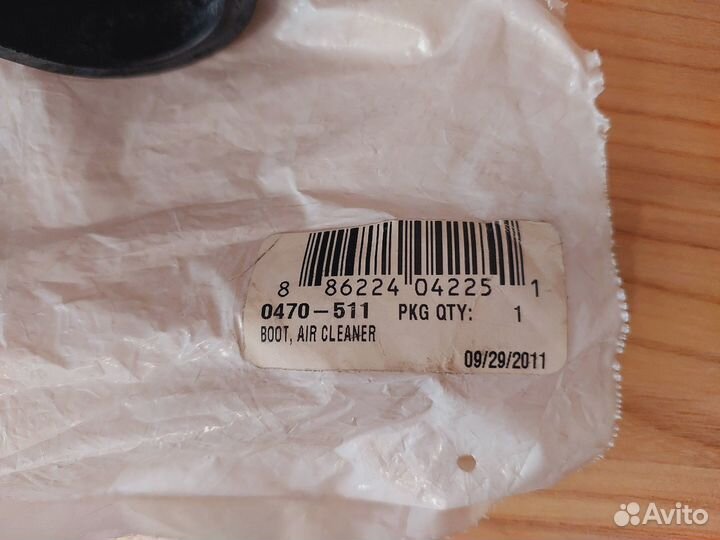 8 86224 04225 1
0470-511 PKG QTY: 1
BOOT, AIR CLEANER
09/29/2011
Avito